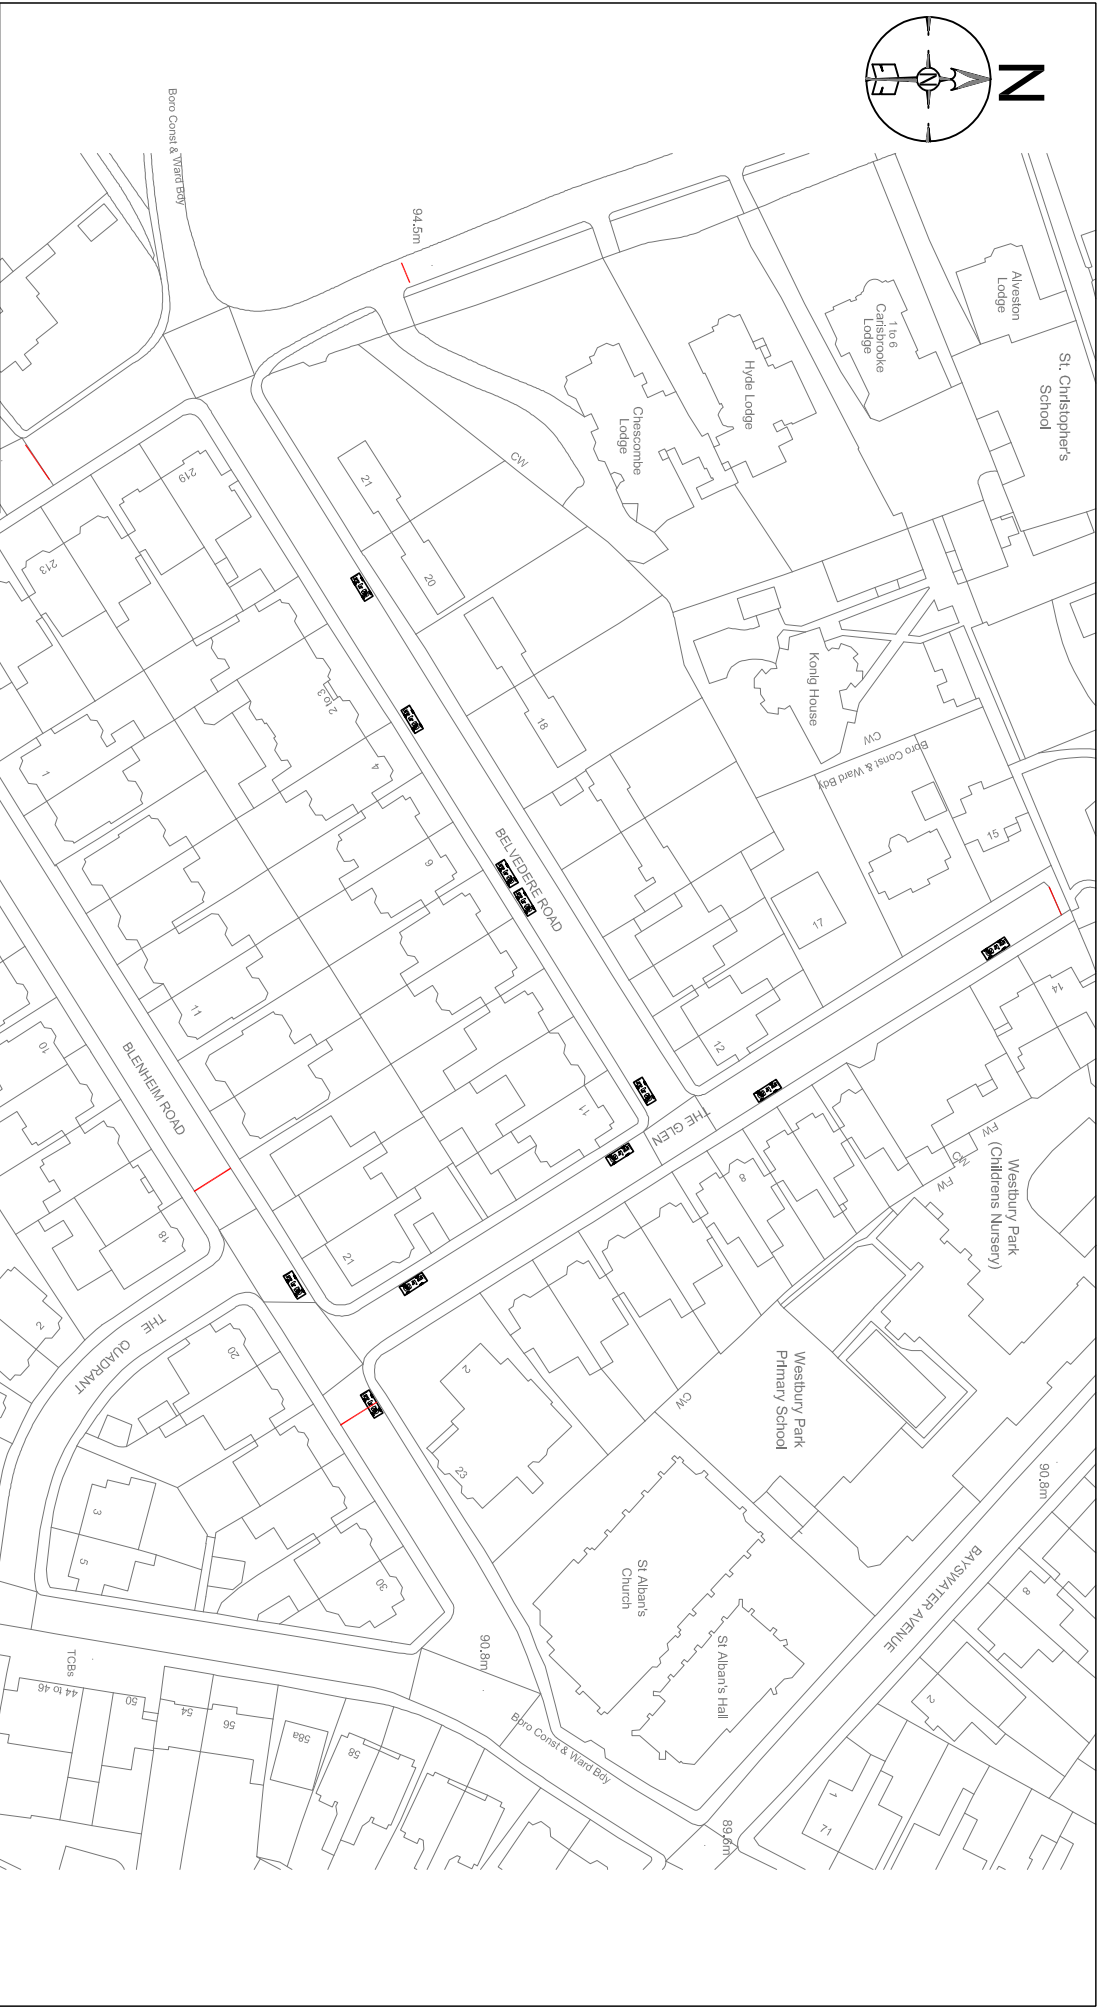 N
N
Boro Const & Ward Bdy
94.5m
Alveston
Lodge
1 to 6
Carisbrooke
Lodge
St. Christopher's
School
Hyde Lodge
Chescombe
Lodge
CW
21
20
219
213
18
Konig House
CW
Boro Const & Ward Bdy
15
17
2 to 3
4
1
9
BELVEDERE ROAD
12
14
11
10
BLENHEIM ROAD
11
THE GLEN
FW
CW
FW
Westbury Park
(Childrens Nursery)
8
18
21
2
THE QUADRANT
20
2
23
CW
Westbury Park
Primary School
90.8m
BAYSWATER AVENUE
8
3
5
30
St Alban's
Church
St Alban's Hall
90.8m
2
TCBs
44 to 46
50
54
56
58a
58
Boro Const & Ward Bdy
89.6m
1
71